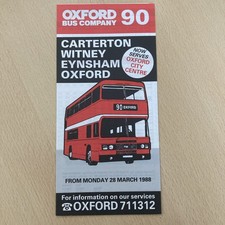 OXFORD
BUS COMPANY 90
CARTERTON
WITNEY
EYNSHAM
OXFORD
NOW
SERVES
OXFORD
CITY
CENTRE
90 OXFORD
FROM MONDAY 28 MARCH 1988
For information on our services
☎OXFORD 711312